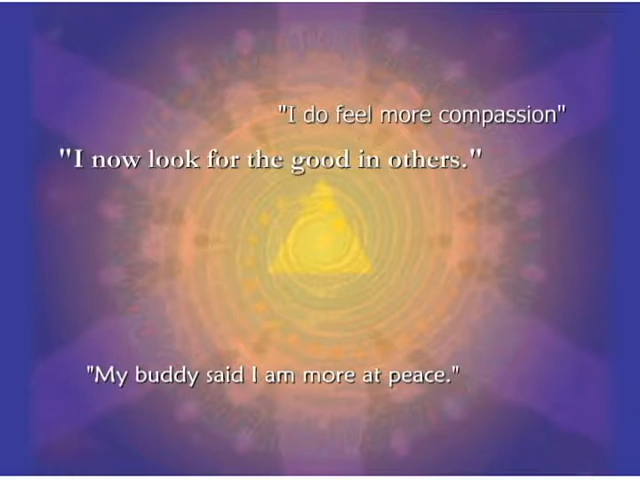 "I do feel more compassion"
"I now look for the good in others."
"My buddy said I am more at peace."